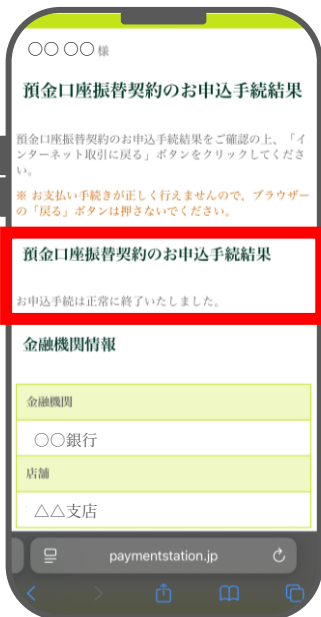 ○○ ○○ 様
預金口座振替契約のお申込手続結果
預金口座振替契約のお申込手続結果をご確認の上、「イ
ンターネット取引に戻る」ボタンをクリックしてくださ
い。
※ お支払い手続きが正しく行えませんので、ブラウザー
の「戻る」ボタンは押さないでください。
預金口座振替契約のお申込手続結果
お申込手続は正常に終了いたしました。
金融機関情報
金融機関
○○銀行
店舗
△△支店
paymentstation.jp